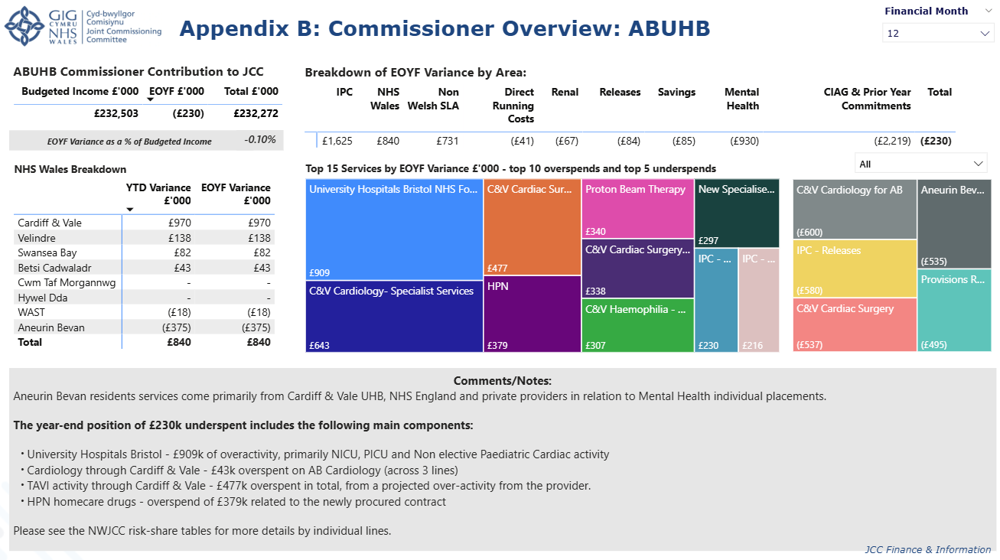 GIG
CYMRU
NHS
WALES
Cyd-bwyllgor
Comisiynu
Joint Commissioning
Committee
Appendix B: Commissioner Overview: ABUHB
Financial Month
12
ABUHB Commissioner Contribution to JCC
Budgeted Income £'000 EOYF £'000 Total £'000
£232,503 (£230) £232,272
EOYF Variance as a % of Budgeted Income -0.10%
Breakdown of EOYF Variance by Area:
IPC NHS Wales Non Welsh SLA Direct Running Costs Renal Releases Savings Mental Health CIAG & Prior Year Commitments Total
£1,625 £840 £731 (£41) (£67) (£84) (£85) (£930) (£2,219) (£230)
NHS Wales Breakdown
YTD Variance £'000 EOYF Variance £'000
Cardiff & Vale £970 £970
Velindre £138 £138
Swansea Bay £82 £82
Betsi Cadwaladr £43 £43
Cwm Taf Morgannwg - -
Hywel Dda - -
WAST (£18) (£18)
Aneurin Bevan (£375) (£375)
Total £840 £840
Top 15 Services by EOYF Variance £'000 - top 10 overspends and top 5 underspends
All
University Hospitals Bristol NHS Fo...
£909
C&V Cardiology- Specialist Services
£643
C&V Cardiac Sur...
£477
HPN
£379
Proton Beam Therapy
£340
C&V Cardiac Surgery...
£338
C&V Haemophilia - ...
£307
New Specialise...
£297
IPC - ...
£230
IPC - ...
£216
C&V Cardiology for AB
(£600)
IPC - Releases
(£580)
C&V Cardiac Surgery
(£537)
Aneurin Bev...
(£535)
Provisions R...
(£495)
Comments/Notes:
Aneurin Bevan residents services come primarily from Cardiff & Vale UHB, NHS England and private providers in relation to Mental Health individual placements.
The year-end position of £230k underspent includes the following main components:
• University Hospitals Bristol - £909k of overactivity, primarily NICU, PICU and Non elective Paediatric Cardiac activity
• Cardiology through Cardiff & Vale - £43k overspent on AB Cardiology (across 3 lines)
• TAVI activity through Cardiff & Vale - £477k overspent in total, from a projected over-activity from the provider.
• HPN homecare drugs - overspend of £379k related to the newly procured contract
Please see the NWJCC risk-share tables for more details by individual lines.
JCC Finance & Information